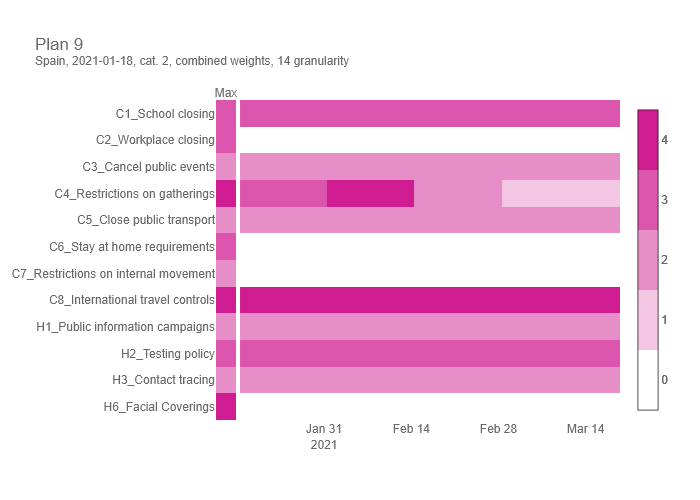 Plan 9
Spain, 2021-01-18, cat. 2, combined weights, 14 granularity
Max
C1_School closing
C2_Workplace closing
C3_Cancel public events
C4_Restrictions on gatherings
C5_Close public transport
C6_Stay at home requirements
C7_Restrictions on internal movement
C8_International travel controls
H1_Public information campaigns
H2_Testing policy
H3_Contact tracing
H6_Facial Coverings
Jan 31 Feb 14 Feb 28 Mar 14
2021
4
3
2
1
0